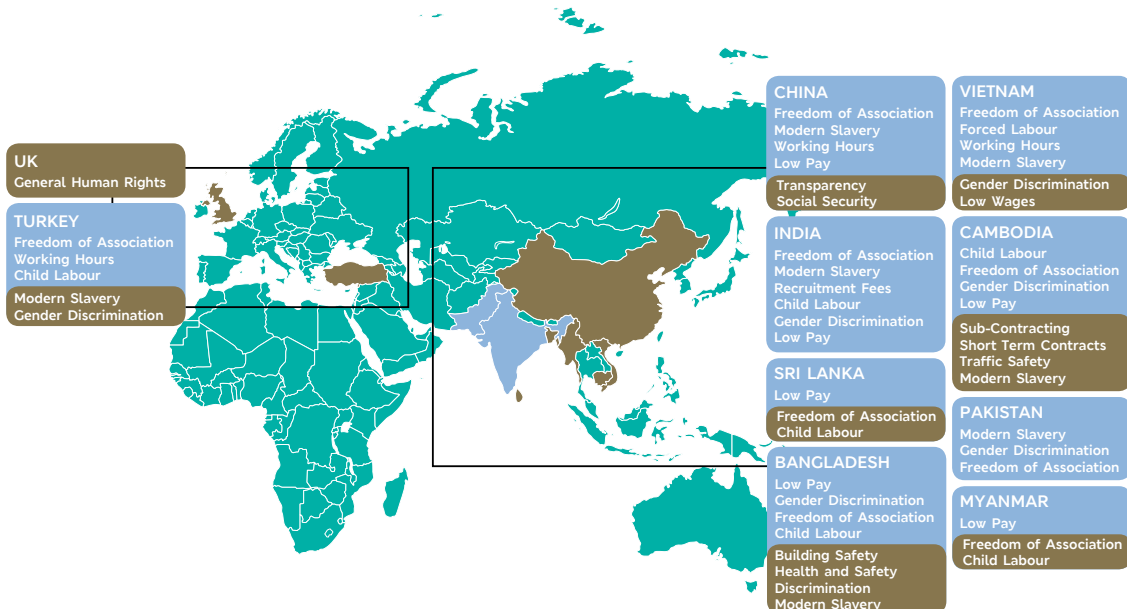 UK
General Human Rights
TURKEY
Freedom of Association
Working Hours
Child Labour
Modern Slavery
Gender Discrimination
CHINA
Freedom of Association
Modern Slavery
Working Hours
Low Pay
Transparency
Social Security
INDIA
Freedom of Association
Modern Slavery
Recruitment Fees
Child Labour
Gender Discrimination
Low Pay
SRI LANKA
Low Pay
Freedom of Association
Child Labour
BANGLADESH
Low Pay
Gender Discrimination
Freedom of Association
Child Labour
Building Safety
Health and Safety
Discrimination
Modern Slavery
VIETNAM
Freedom of Association
Forced Labour
Working Hours
Modern Slavery
Gender Discrimination
Low Wages
CAMBODIA
Child Labour
Freedom of Association
Gender Discrimination
Low Pay
Sub-Contracting
Short Term Contracts
Traffic Safety
Modern Slavery
PAKISTAN
Modern Slavery
Gender Discrimination
Freedom of Association
MYANMAR
Low Pay
Freedom of Association
Child Labour